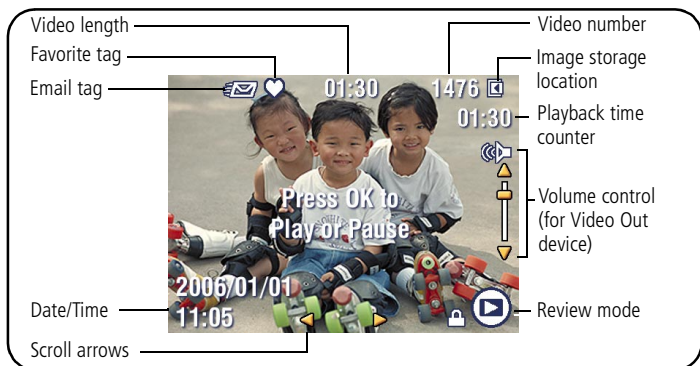 Video length
Favorite tag
Email tag
Video number
Image storage
location
01:30
1476
01:30
Playback time
counter
Press OK to
Play or Pause
Volume control
(for Video Out
device)
2006/01/01
11:05
Date/Time
Review mode
Scroll arrows